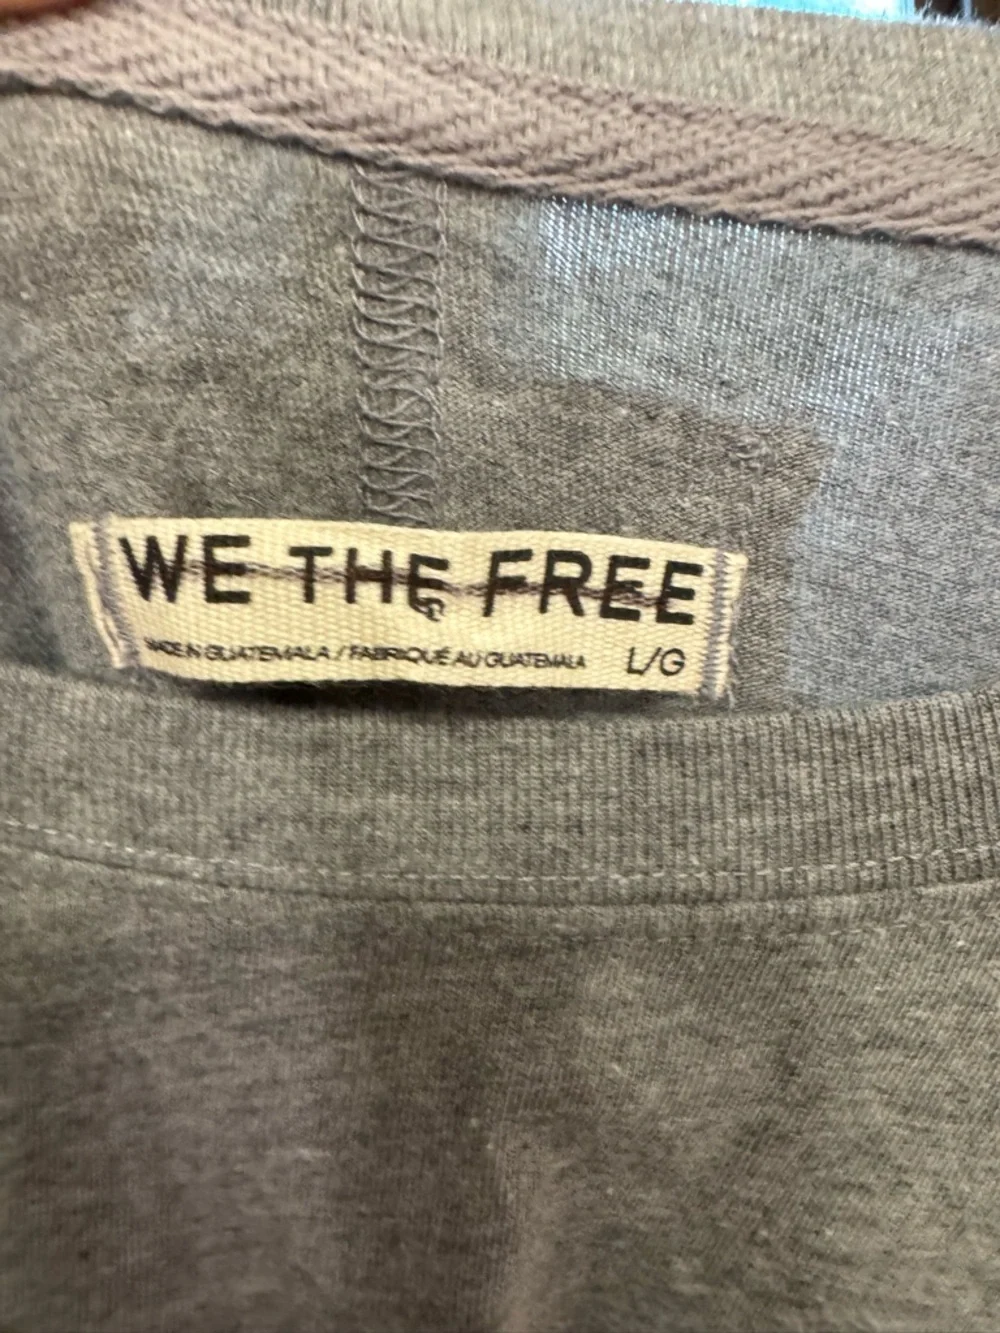 WE THE FREE
MADE IN GUATEMALA / FABRIQUÉ AU GUATEMALA L/G